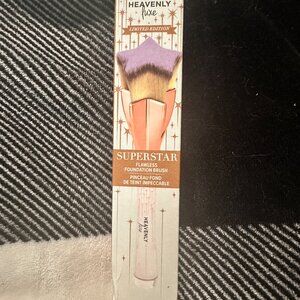 HEAVENLY
luxe
LIMITED EDITION
SUPERSTAR
FLAWLESS
FOUNDATION BRUSH
PINCEAU FOND
DE TEINT IMPECCABLE
HEAVENLY
luxe